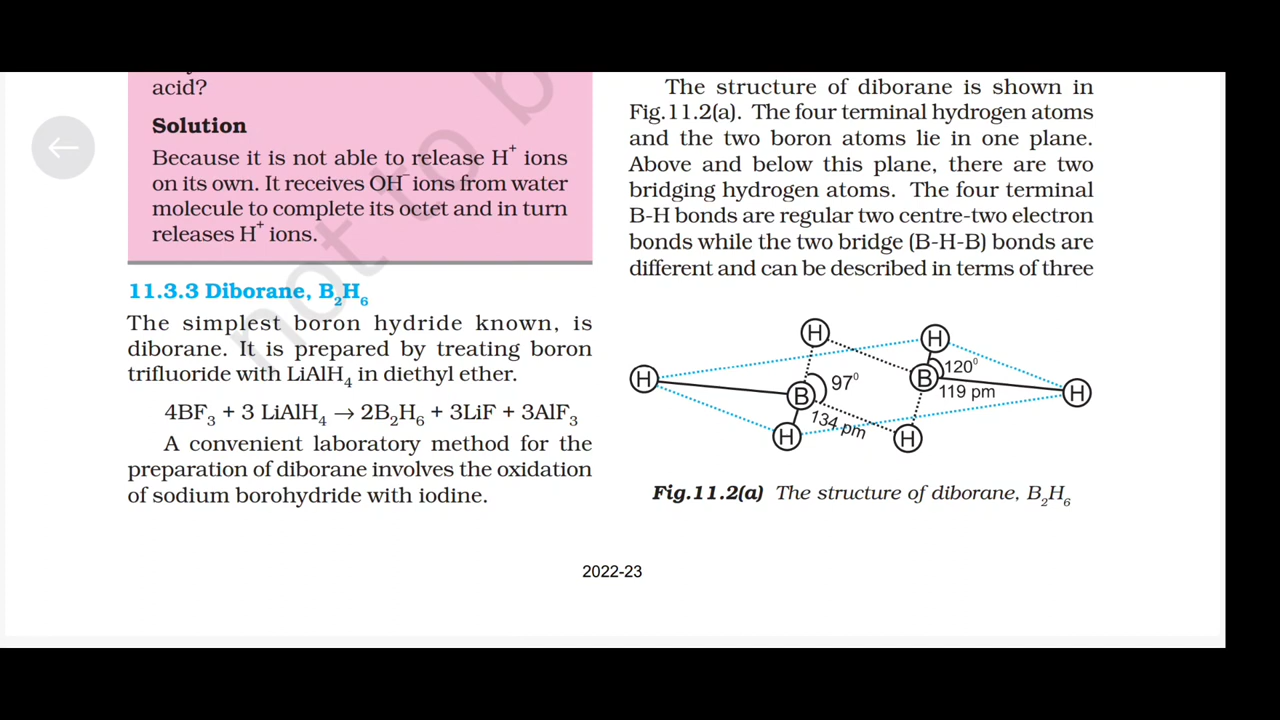 acid?
Solution
Because it is not able to release H⁺ ions
on its own. It receives OH⁻ ions from water
molecule to complete its octet and in turn
releases H⁺ ions.
11.3.3 Diborane, B₂H₆
The simplest boron hydride known, is
diborane. It is prepared by treating boron
trifluoride with LiAlH₄ in diethyl ether.
4BF₃ + 3 LiAlH₄ → 2B₂H₆ + 3LiF + 3AlF₃
A convenient laboratory method for the
preparation of diborane involves the oxidation
of sodium borohydride with iodine.
The structure of diborane is shown in
Fig.11.2(a). The four terminal hydrogen atoms
and the two boron atoms lie in one plane.
Above and below this plane, there are two
bridging hydrogen atoms. The four terminal
B-H bonds are regular two centre-two electron
bonds while the two bridge (B-H-B) bonds are
different and can be described in terms of three
H H
H B 97⁰ B 120⁰
119 pm H
H 134 pm H
Fig.11.2(a) The structure of diborane, B₂H₆
2022-23
not to b